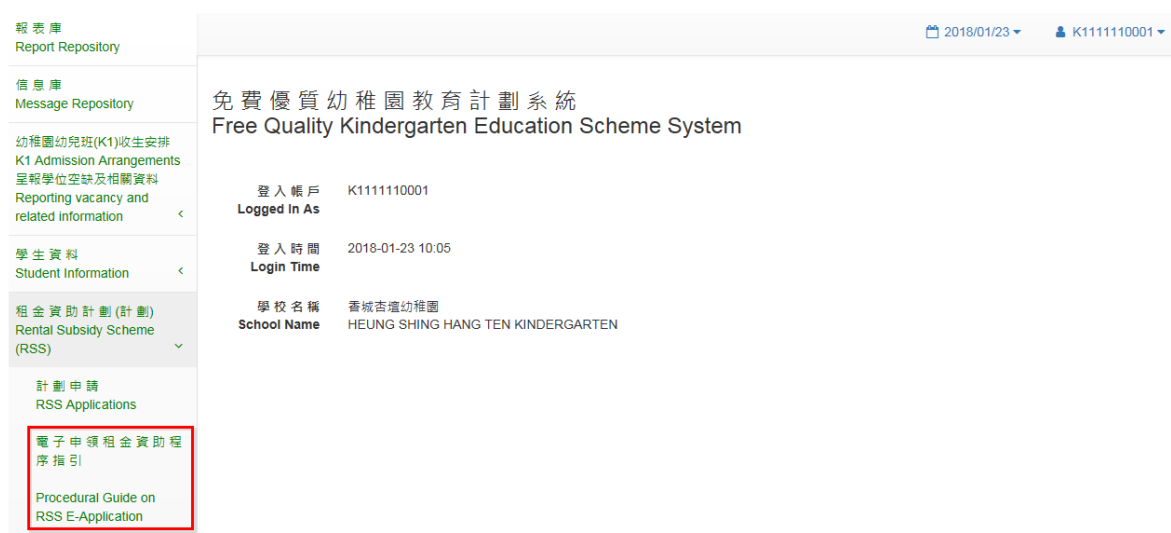 報表庫
Report Repository
信息庫
Message Repository
幼稚園幼兒班(K1)收生安排
K1 Admission Arrangements
呈報學位空缺及相關資料
Reporting vacancy and
related information
學生資料
Student Information
租金資助計劃(計劃)
Rental Subsidy Scheme
(RSS)
計劃申請
RSS Applications
電子申領租金資助程
序指引
Procedural Guide on
RSS E-Application
2018/01/23 K1111110001
免費優質幼稚園教育計劃系統
Free Quality Kindergarten Education Scheme System
登入帳戶 K1111110001
Logged In As
登入時間 2018-01-23 10:05
Login Time
學校名稱 香城杏壇幼稚園
School Name HEUNG SHING HANG TEN KINDERGARTEN